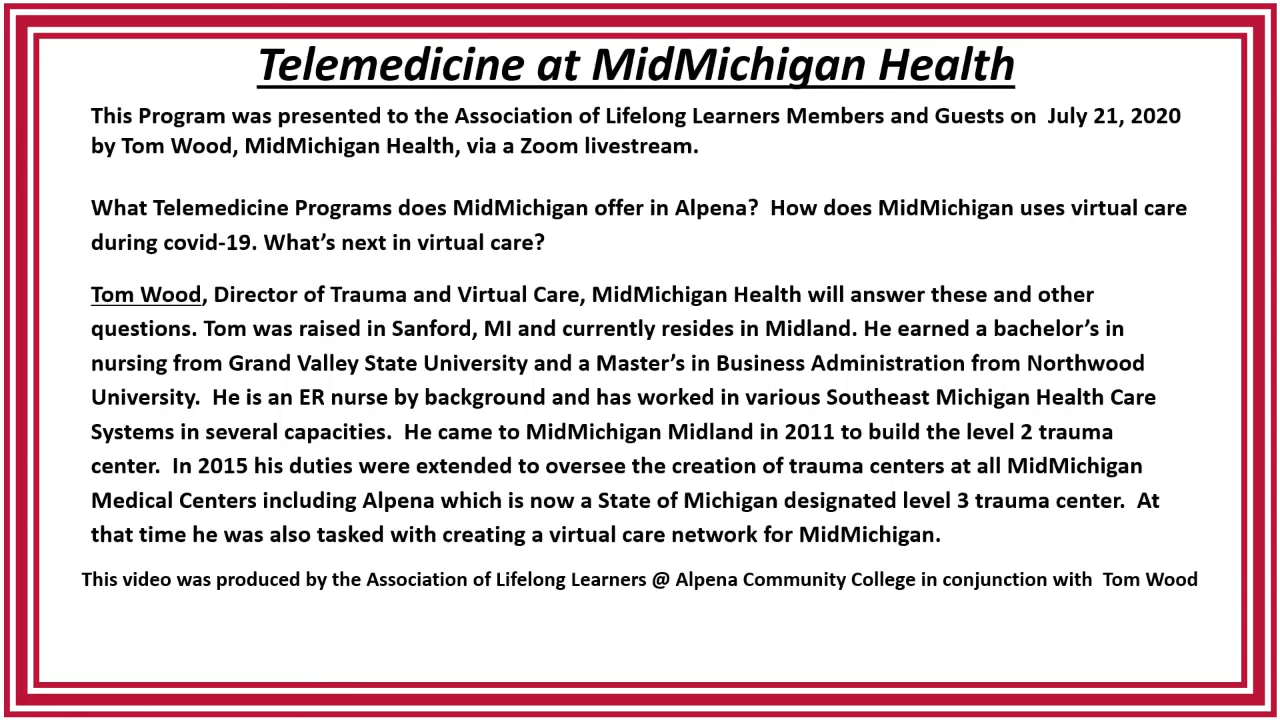 Telemedicine at MidMichigan Health
This Program was presented to the Association of Lifelong Learners Members and Guests on  July 21, 2020
by Tom Wood, MidMichigan Health, via a Zoom livestream.
What Telemedicine Programs does MidMichigan offer in Alpena?  How does MidMichigan uses virtual care
during covid-19. What’s next in virtual care?
Tom Wood, Director of Trauma and Virtual Care, MidMichigan Health will answer these and other
questions. Tom was raised in Sanford, MI and currently resides in Midland. He earned a bachelor’s in
nursing from Grand Valley State University and a Master’s in Business Administration from Northwood
University.  He is an ER nurse by background and has worked in various Southeast Michigan Health Care
Systems in several capacities.  He came to MidMichigan Midland in 2011 to build the level 2 trauma
center.  In 2015 his duties were extended to oversee the creation of trauma centers at all MidMichigan
Medical Centers including Alpena which is now a State of Michigan designated level 3 trauma center.  At
that time he was also tasked with creating a virtual care network for MidMichigan.
This video was produced by the Association of Lifelong Learners @ Alpena Community College in conjunction with  Tom Wood